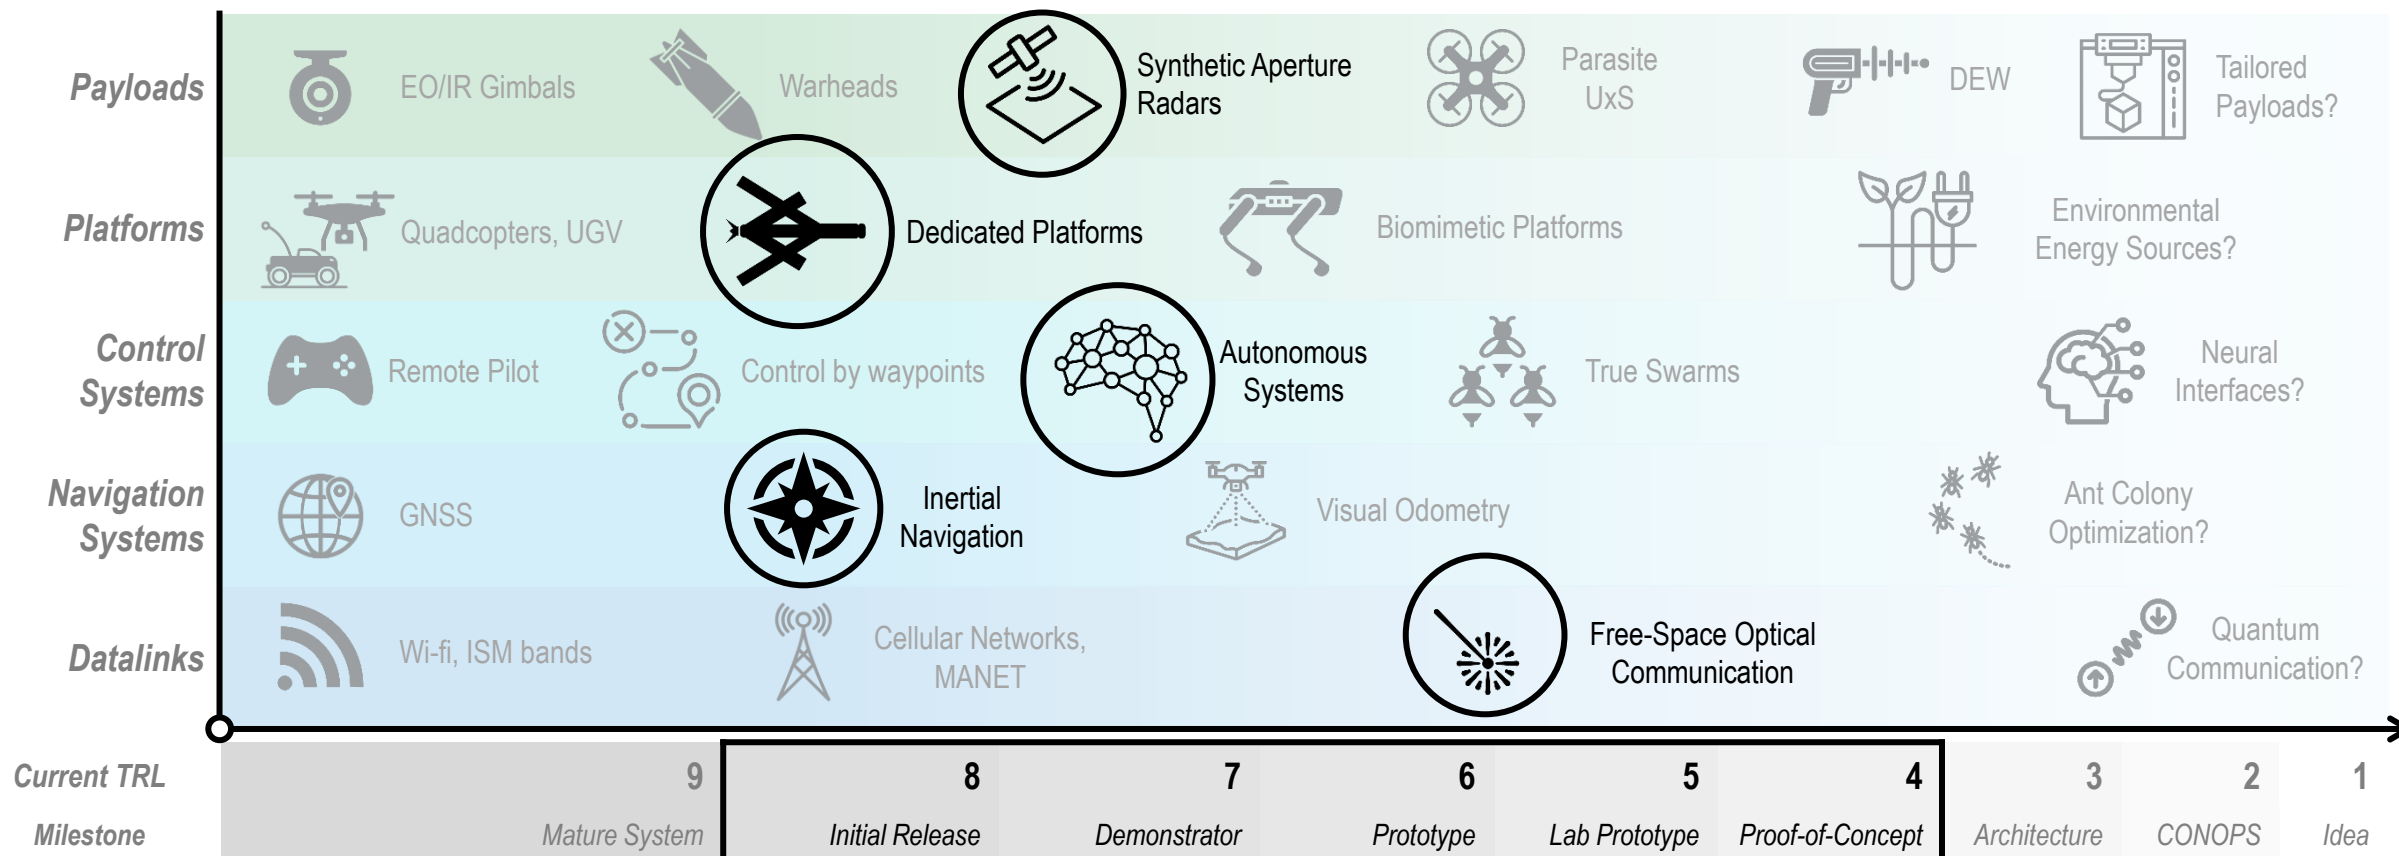 Payloads
EO/IR Gimbals
Warheads
Synthetic Aperture
Radars
Parasite
UxS
DEW
Tailored
Payloads?
Platforms
Quadcopters, UGV
Dedicated Platforms
Biomimetic Platforms
Environmental
Energy Sources?
Control
Systems
Remote Pilot
Control by waypoints
Autonomous
Systems
True Swarms
Neural
Interfaces?
Navigation
Systems
GNSS
Inertial
Navigation
Visual Odometry
Ant Colony
Optimization?
Datalinks
Wi-fi, ISM bands
Cellular Networks,
MANET
Free-Space Optical
Communication
Quantum
Communication?
Current TRL 9 8 7 6 5 4 3 2 1
Milestone Mature System Initial Release Demonstrator Prototype Lab Prototype Proof-of-Concept Architecture CONOPS Idea